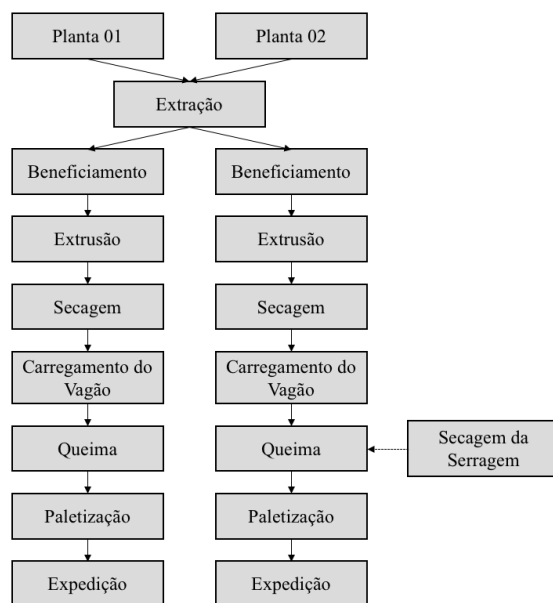 Planta 01
Planta 02
Extração
Beneficiamento
Beneficiamento
Extrusão
Extrusão
Secagem
Secagem
Carregamento do
Vagão
Carregamento do
Vagão
Queima
Queima
Secagem da
Serragem
Paletização
Paletização
Expedição
Expedição